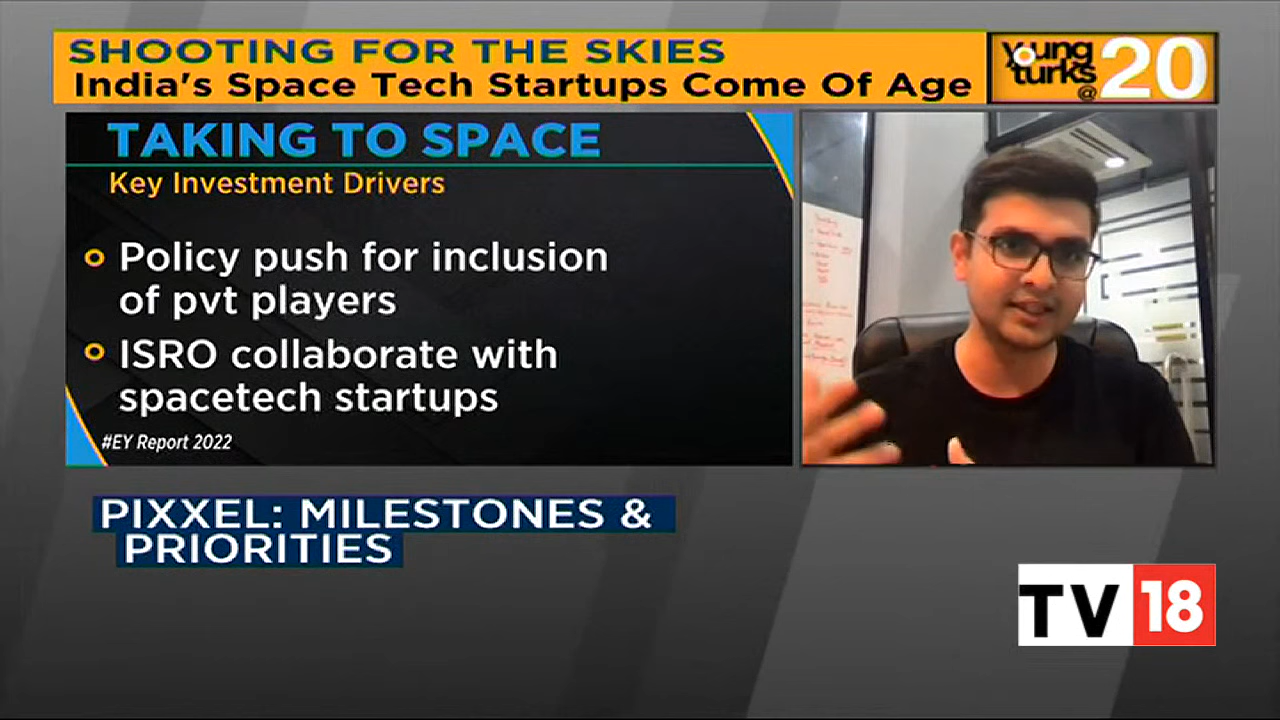 SHOOTING FOR THE SKIES
India's Space Tech Startups Come Of Age
young
turks
@ 20
TAKING TO SPACE
Key Investment Drivers
Policy push for inclusion
of pvt players
ISRO collaborate with
spacetech startups
#EY Report 2022
PIXXEL: MILESTONES &
PRIORITIES
TV 18